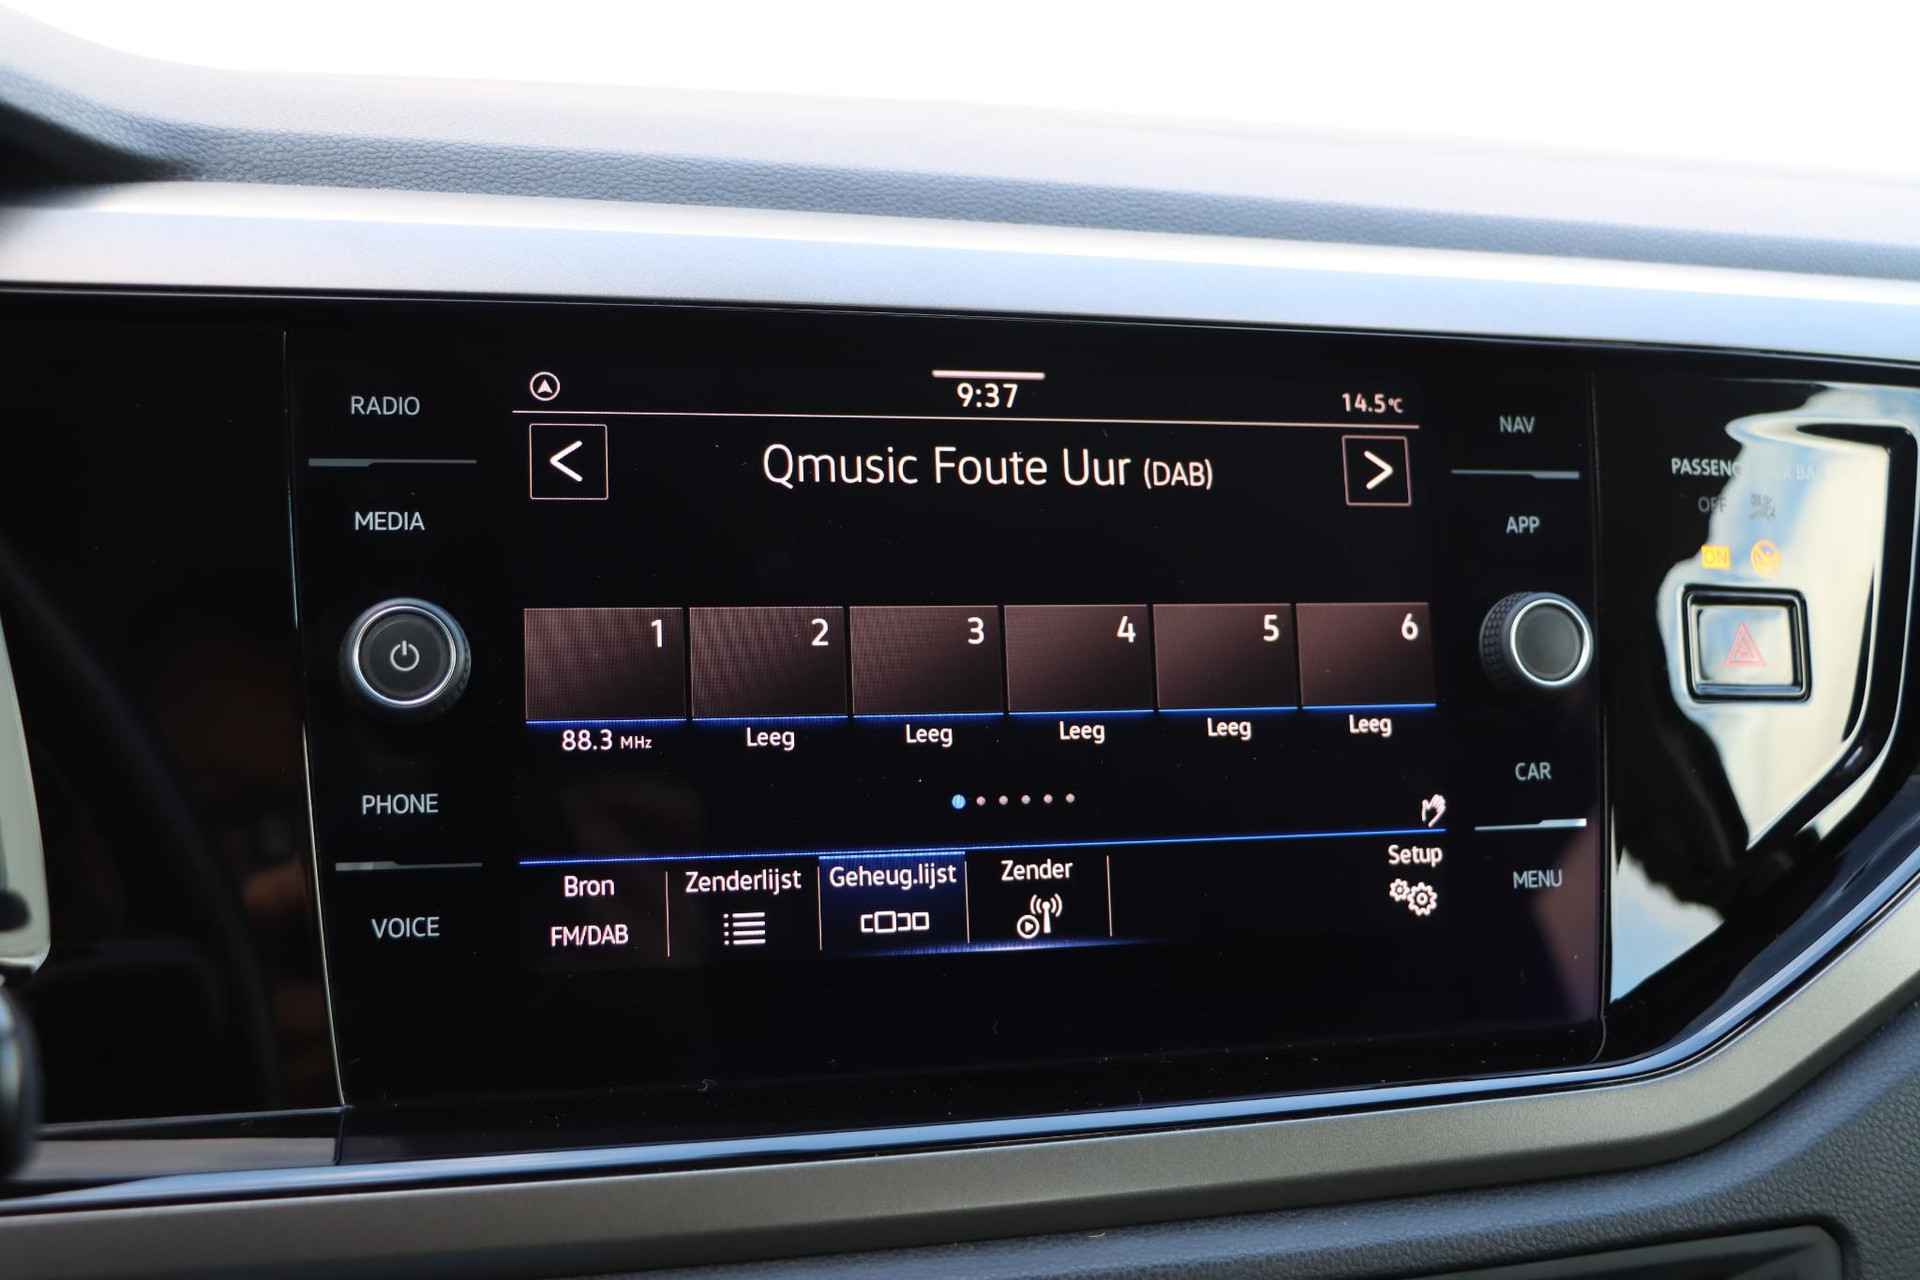 RADIO
MEDIA
PHONE
VOICE
9:37
14.5°C
<
Qmusic Foute Uur (DAB)
>
1 2 3 4 5 6
88.3 MHz Leeg Leeg Leeg Leeg Leeg
Bron
FM/DAB
Zenderlijst
Geheug.lijst
Zender
Setup
NAV
APP
CAR
MENU
OFF
ON